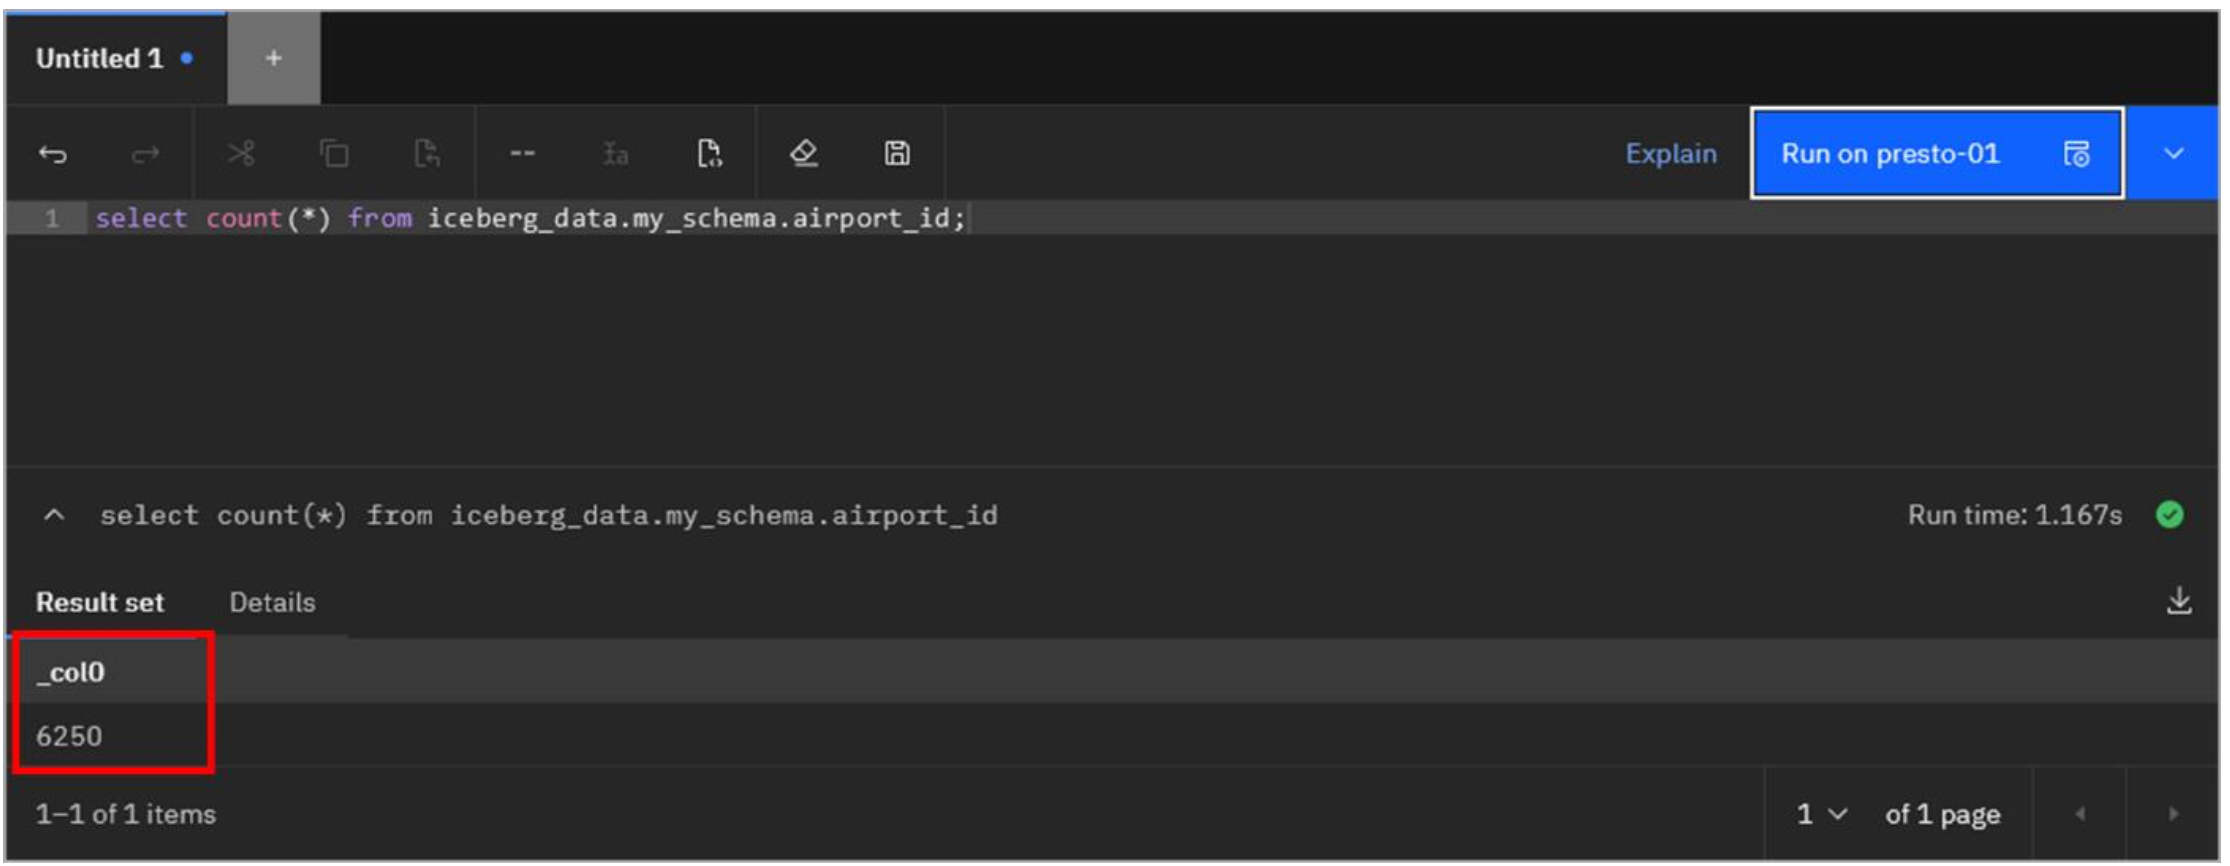 Untitled 1
+
-- Ia
Explain
Run on presto-01
1 select count(*) from iceberg_data.my_schema.airport_id;
select count(*) from iceberg_data.my_schema.airport_id
Run time: 1.167s
Result set Details
_col0
6250
1–1 of 1 items
1 of 1 page